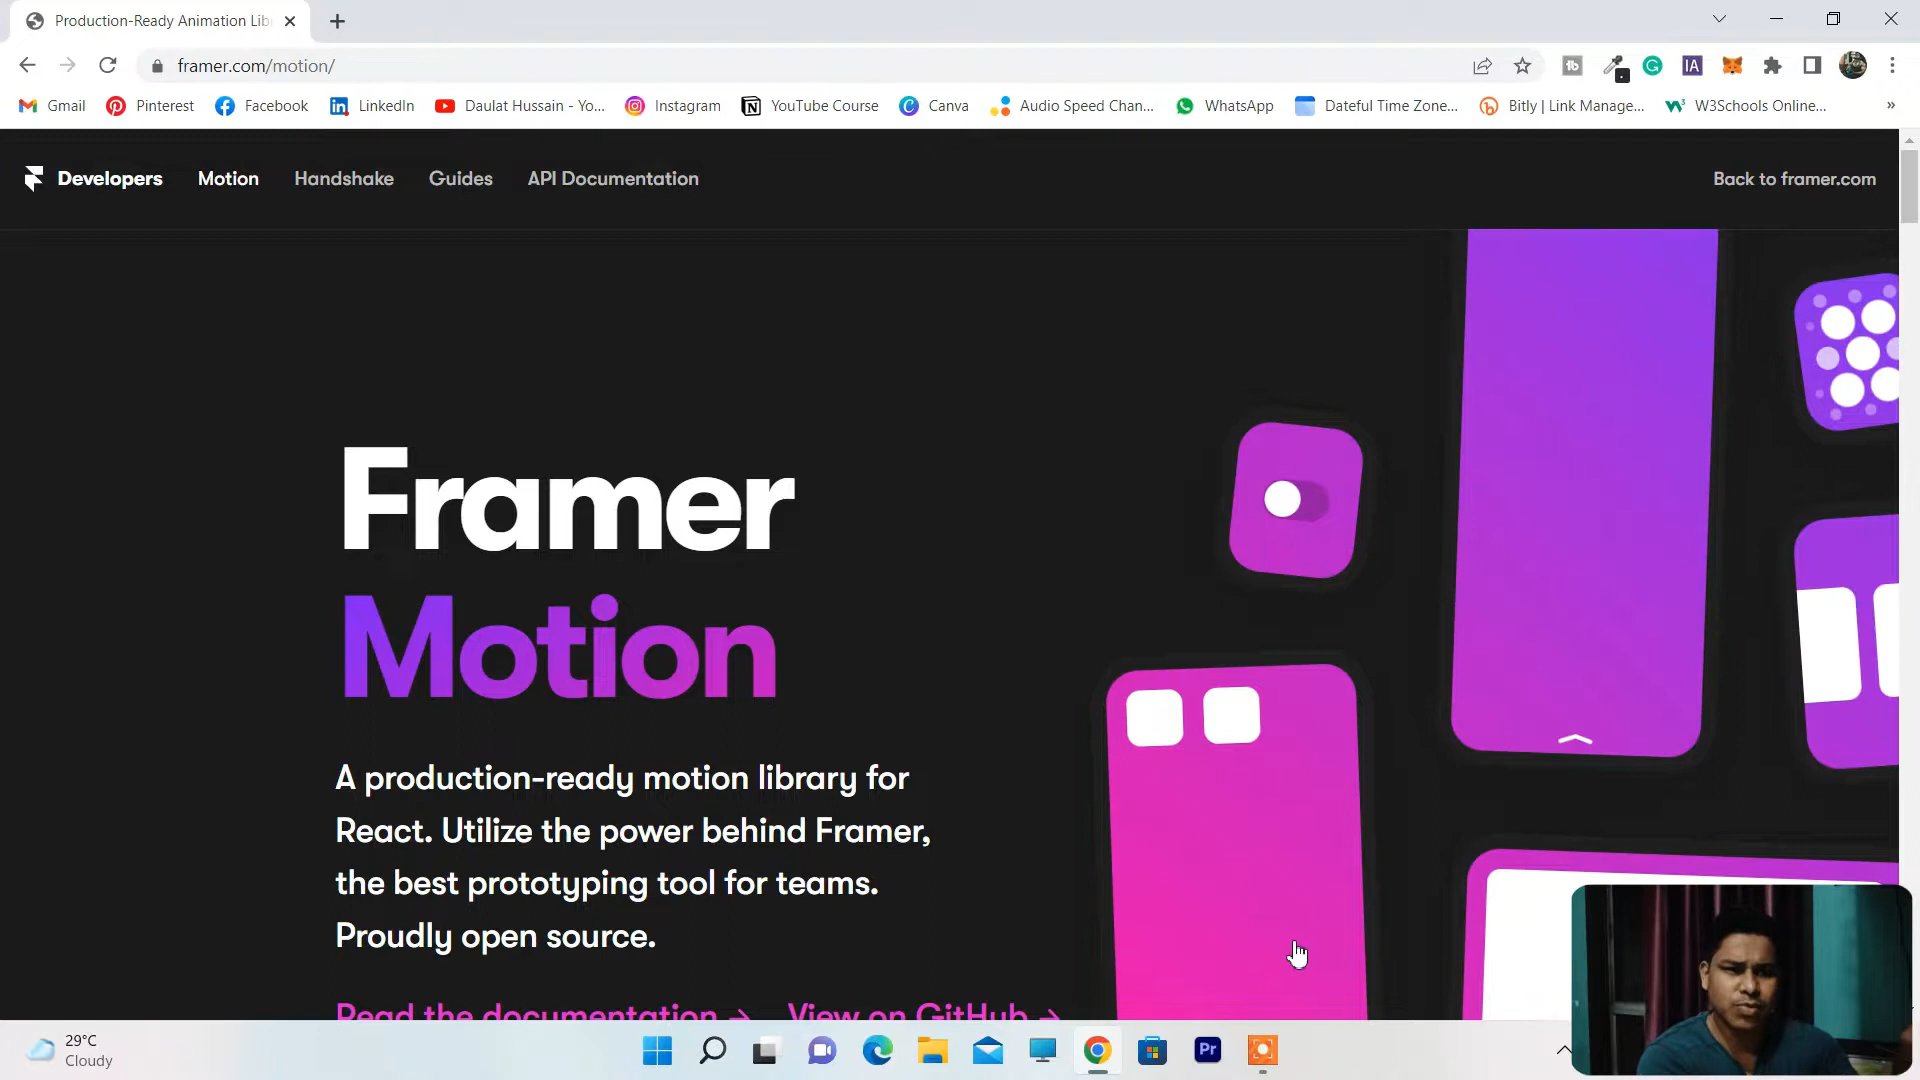 Production-Ready Animation Lib
framer.com/motion/
Gmail
Pinterest
Facebook
LinkedIn
Daulat Hussain - Yo...
Instagram
YouTube Course
Canva
Audio Speed Chan...
WhatsApp
Dateful Time Zone...
Bitly | Link Manage...
W3Schools Online...
»
Developers
Motion
Handshake
Guides
API Documentation
Back to framer.com
Framer
Motion
A production-ready motion library for
React. Utilize the power behind Framer,
the best prototyping tool for teams.
Proudly open source.
Read the documentation →
View on GitHub →
29°C
Cloudy
Pr
IA